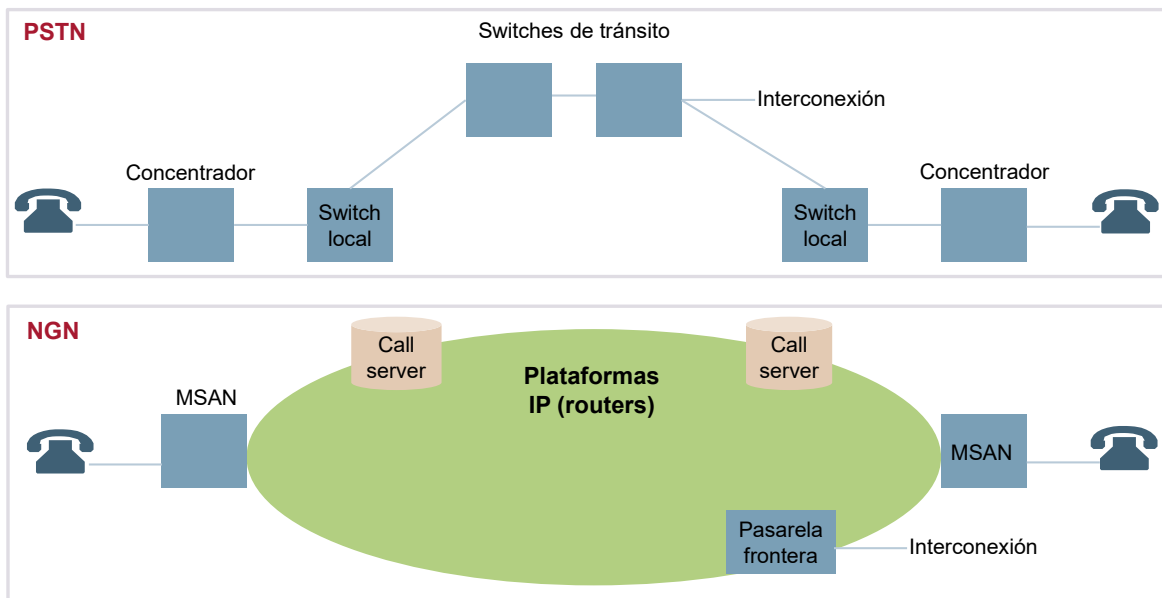 PSTN
Switches de tránsito
Interconexión
Concentrador
Concentrador
Switch
local
Switch
local
NGN
Call
server
Call
server
Plataformas
IP (routers)
MSAN
MSAN
Pasarela
frontera
Interconexión